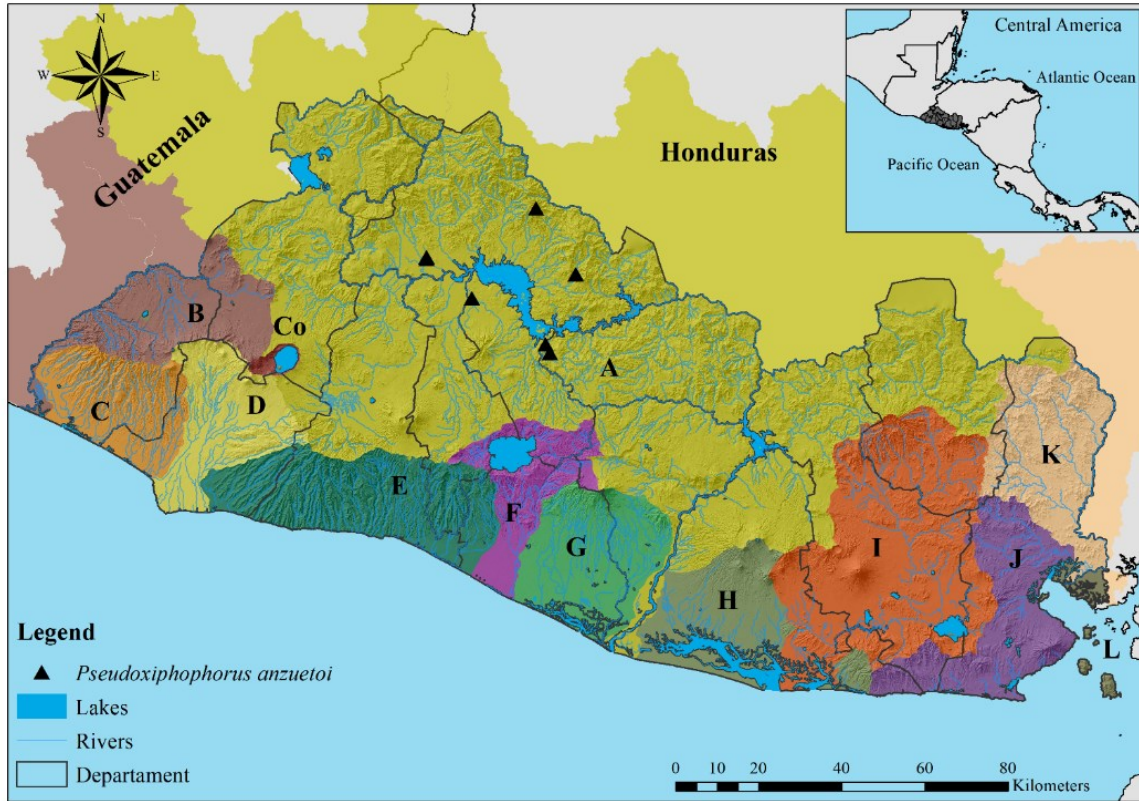 N
W
E
S
Guatemala
Honduras
Central America
Atlantic Ocean
Pacific Ocean
B
Co
A
C
D
E
F
G
H
I
J
K
L
Legend
Pseudoxiphophorus anzuetoi
Lakes
Rivers
Departament
0 5 10 20 40 60 80
Kilometers